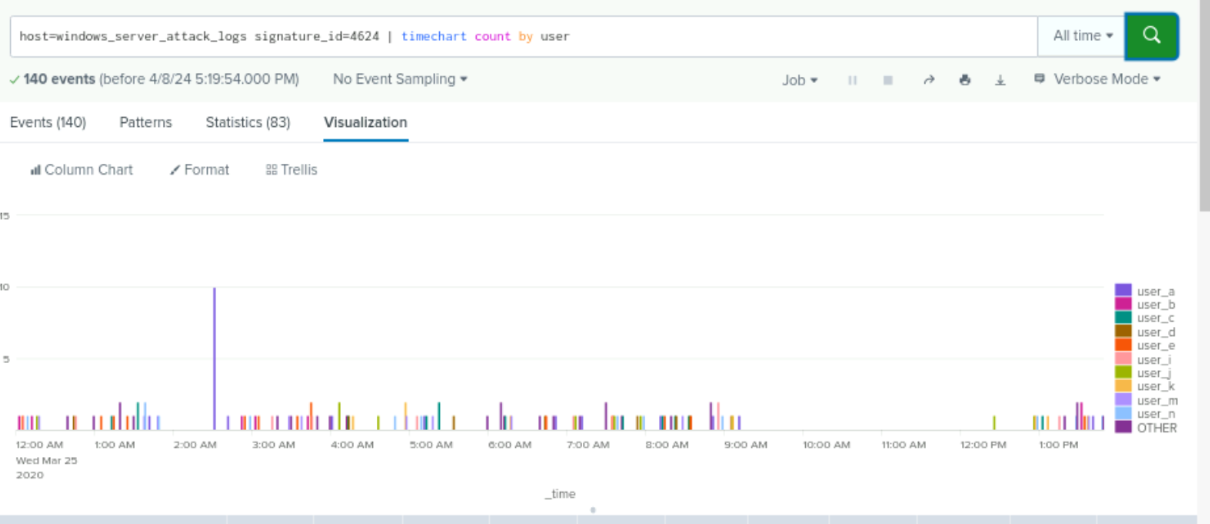 host=windows_server_attack_logs signature_id=4624 | timechart count by user
All time
140 events (before 4/8/24 5:19:54.000 PM)
No Event Sampling
Job
Verbose Mode
Events (140)
Patterns
Statistics (83)
Visualization
Column Chart
Format
Trellis
15
10
5
user_a
user_b
user_c
user_d
user_e
user_i
user_j
user_k
user_m
user_n
OTHER
12:00 AM 1:00 AM 2:00 AM 3:00 AM 4:00 AM 5:00 AM 6:00 AM 7:00 AM 8:00 AM 9:00 AM 10:00 AM 11:00 AM 12:00 PM 1:00 PM
Wed Mar 25
2020
_time